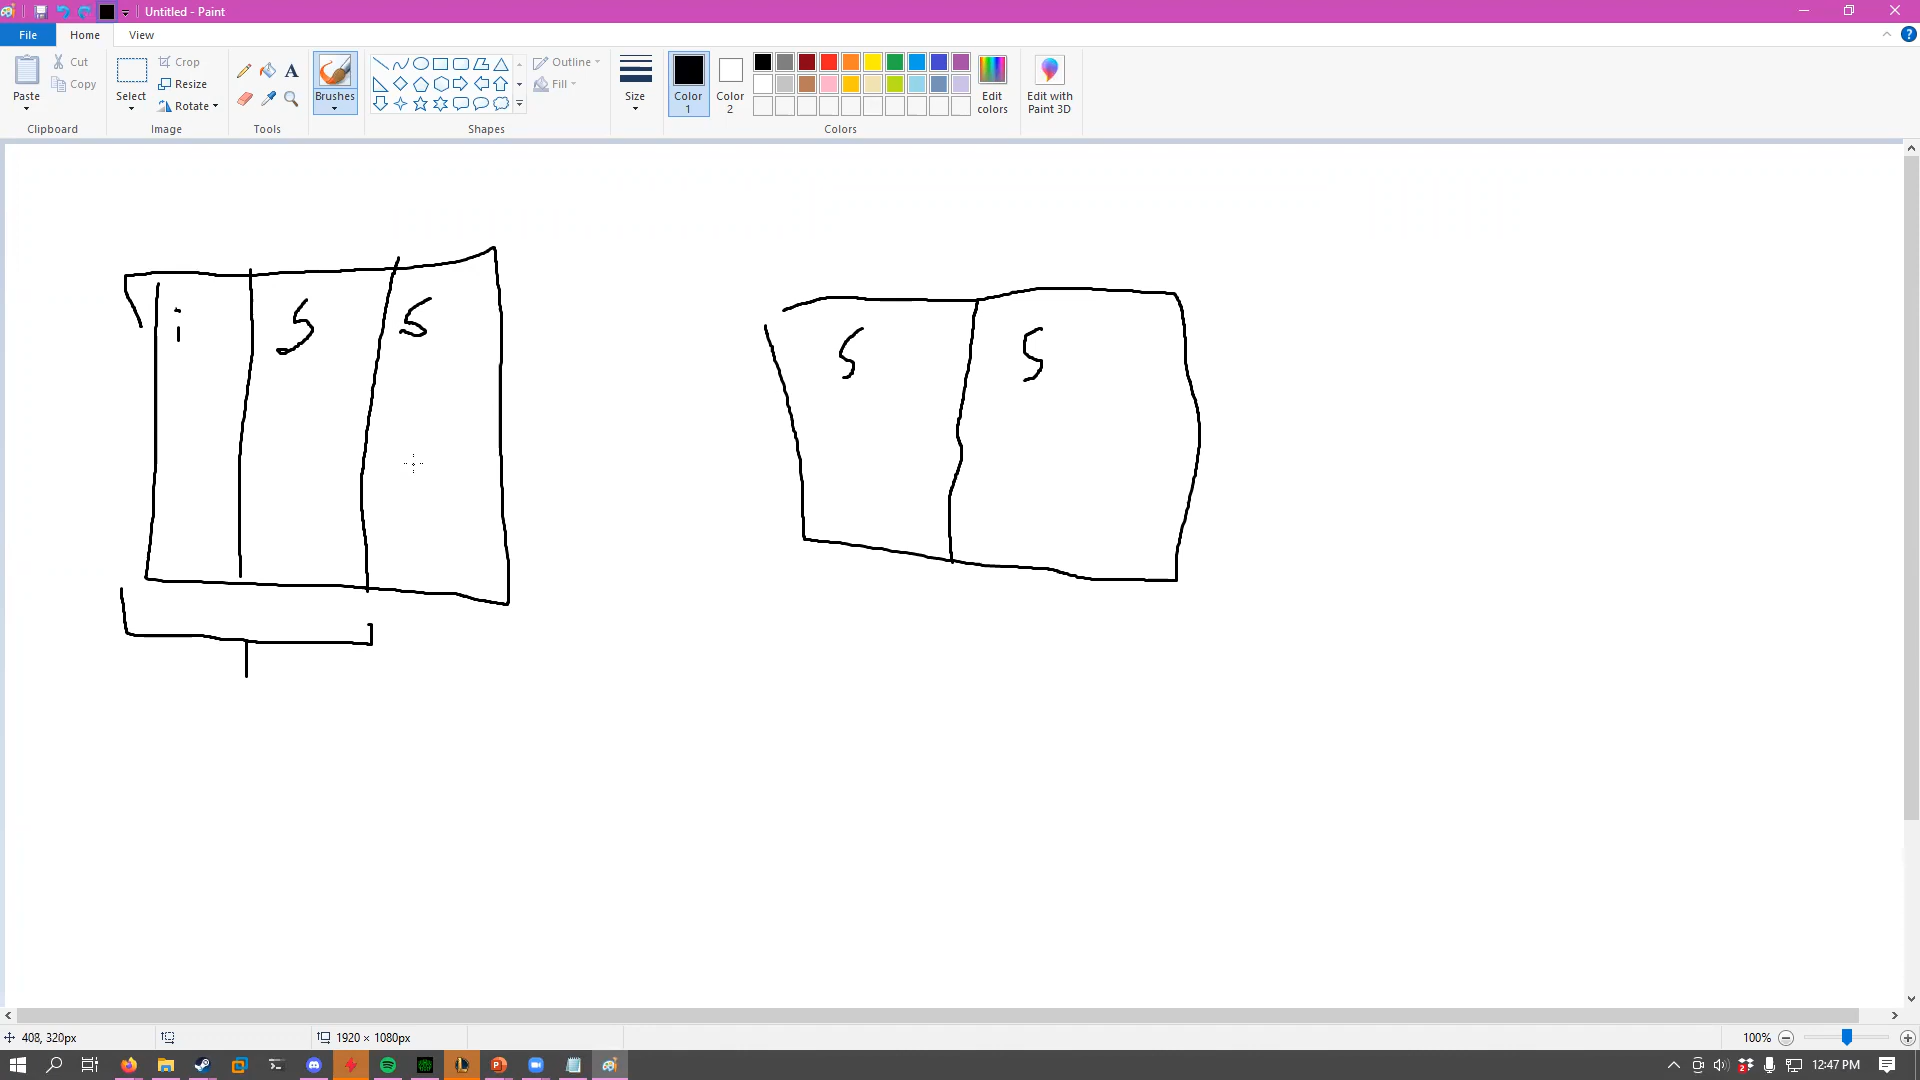 Untitled - Paint
File
Home
View
Paste
Cut
Copy
Clipboard
Select
Crop
Resize
Rotate
Image
A
Tools
Brushes
Shapes
Outline
Fill
Size
Color 1
Color 2
Edit colors
Colors
Edit with Paint 3D
i S S
S S
408, 320px
1920 × 1080px
100%
12:47 PM